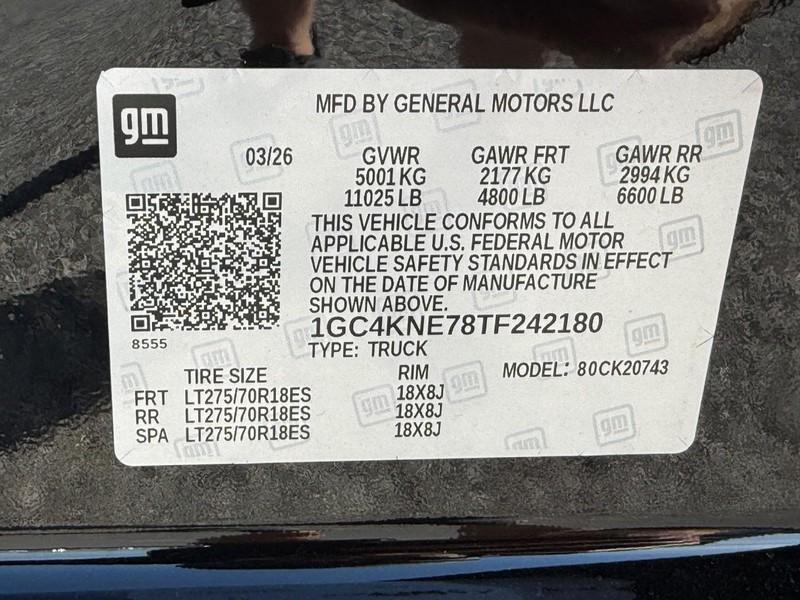 gm
MFD BY GENERAL MOTORS LLC
03/26 GVWR GAWR FRT GAWR RR
5001 KG 2177 KG 2994 KG
11025 LB 4800 LB 6600 LB
THIS VEHICLE CONFORMS TO ALL
APPLICABLE U.S. FEDERAL MOTOR
VEHICLE SAFETY STANDARDS IN EFFECT
ON THE DATE OF MANUFACTURE
SHOWN ABOVE.
1GC4KNE78TF242180
8555
TYPE: TRUCK
TIRE SIZE RIM MODEL: 80CK20743
FRT LT275/70R18ES 18X8J
RR LT275/70R18ES 18X8J
SPA LT275/70R18ES 18X8J